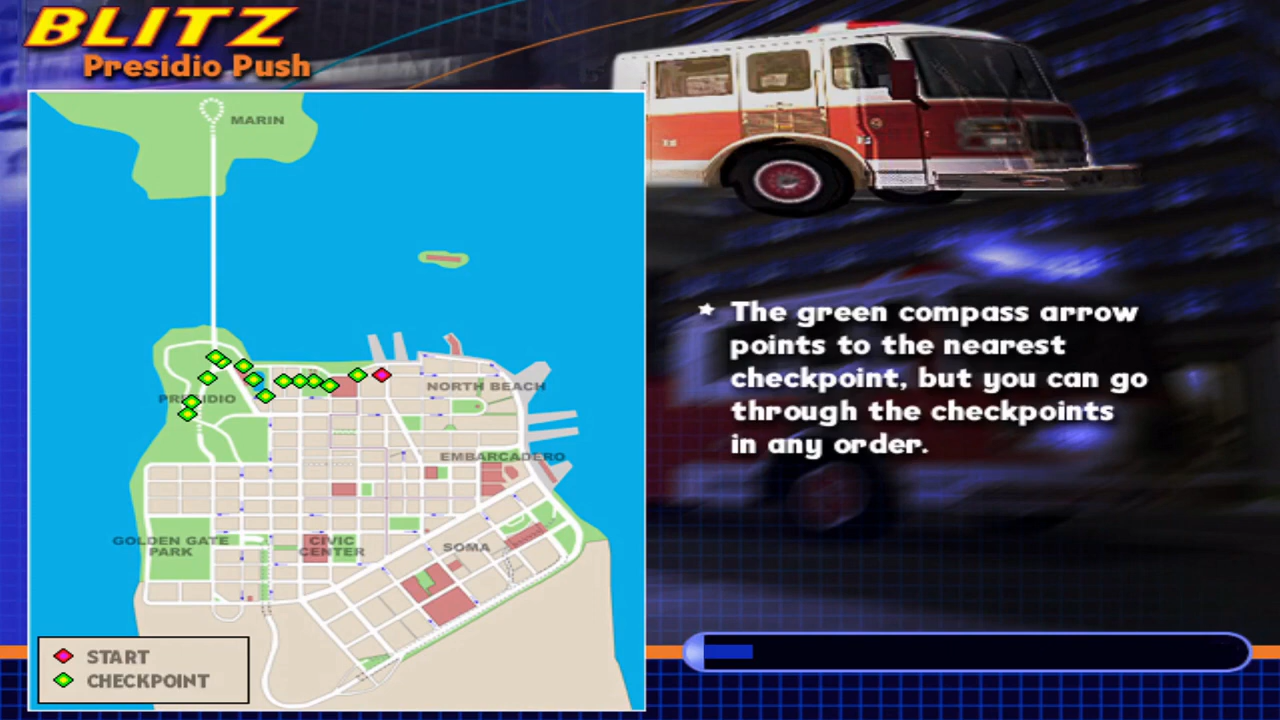 BLITZ
Presidio Push
MARIN
NORTH BEACH
PRESIDIO
EMBARCADERO
GOLDEN GATE
PARK
CIVIC
CENTER
SOMA
START
CHECKPOINT
★ The green compass arrow
points to the nearest
checkpoint, but you can go
through the checkpoints
in any order.